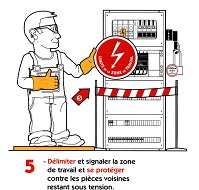 5 - Délimiter et signaler la zone
de travail et se protéger
contre les pièces voisines
restant sous tension.